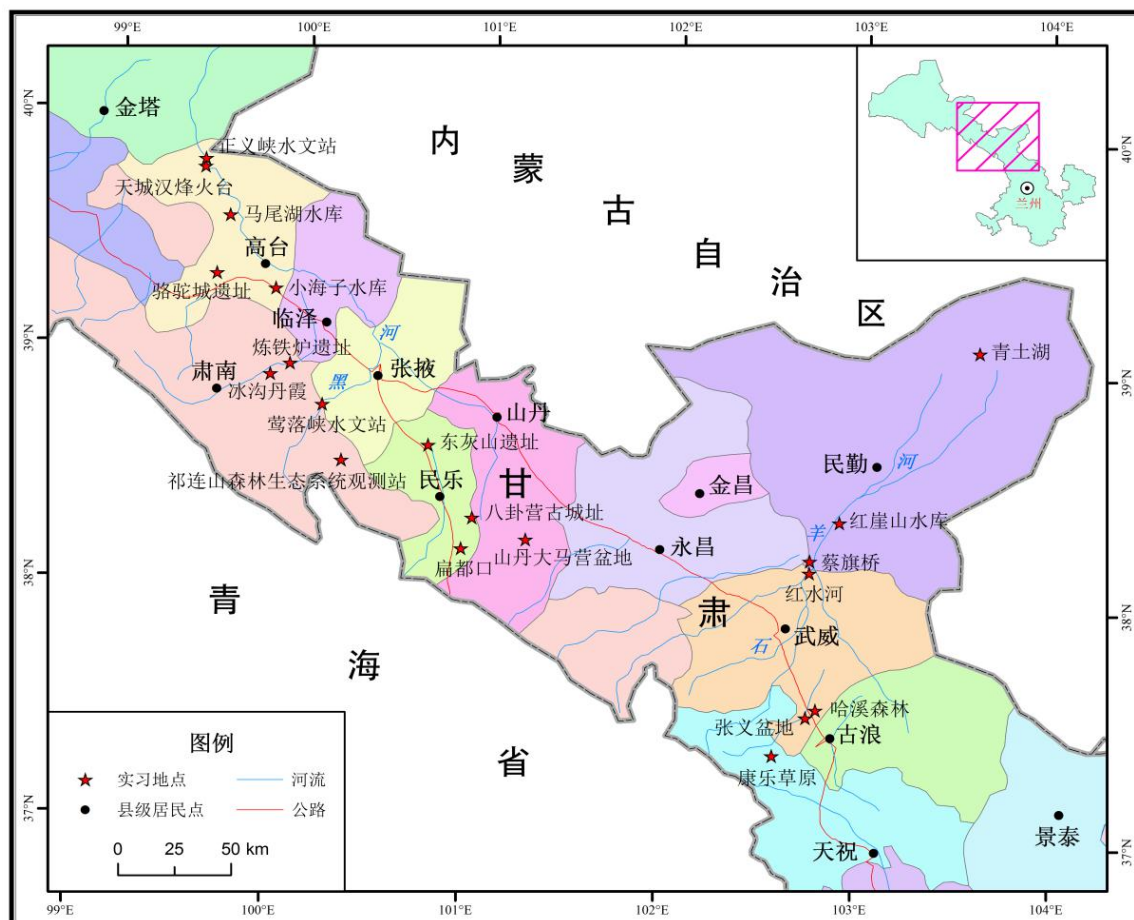 99°E
100°E
101°E
102°E
103°E
104°E
40°N
39°N
38°N
37°N
40°N
39°N
38°N
37°N
99°E
100°E
101°E
102°E
103°E
104°E
兰州
内
蒙
古
自
治
区
金塔
正义峡水文站
天城汉烽火台
马尾湖水库
高台
骆驼城遗址
小海子水库
临泽
河
炼铁炉遗址
张掖
肃南
冰沟丹霞
黑
莺落峡水文站
山丹
东灰山遗址
祁连山森林生态系统观测站
民乐
甘
八卦营古城址
山丹大马营盆地
扁都口
青土湖
民勤
河
金昌
红崖山水库
羊
永昌
蔡旗桥
红水河
肃
武威
石
哈溪森林
张义盆地
古浪
康乐草原
天祝
景泰
青
海
省
图例
实习地点
河流
县级居民点
公路
0 25 50 km